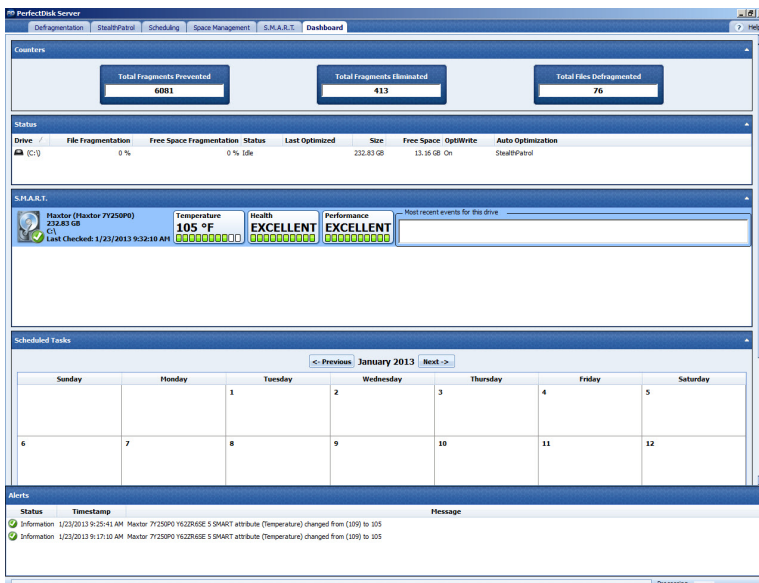 PerfectDisk Server
Defragmentation StealthPatrol Scheduling Space Management S.M.A.R.T. Dashboard ? Help
Counters
Total Fragments Prevented Total Fragments Eliminated Total Files Defragmented
6081 413 76
Status
Drive File Fragmentation Free Space Fragmentation Status Last Optimized Size Free Space OptiWrite Auto Optimization
(C:\) 0 % 0 % Idle 232.83 GB 13.16 GB On StealthPatrol
S.M.A.R.T.
Maxtor (Maxtor 7Y250P0)
232.83 GB
C:\
Last Checked: 1/23/2013 9:32:10 AM
Temperature
105 °F
Health
EXCELLENT
Performance
EXCELLENT
Most recent events for this drive
Scheduled Tasks
<- Previous January 2013 Next ->
Sunday Monday Tuesday Wednesday Thursday Friday Saturday
1 2 3 4 5
6 7 8 9 10 11 12
Alerts
Status Timestamp Message
Information 1/23/2013 9:25:41 AM Maxtor 7Y250P0 Y62ZR6SE 5 SMART attribute (Temperature) changed from (109) to 105
Information 1/23/2013 9:17:10 AM Maxtor 7Y250P0 Y62ZR6SE 5 SMART attribute (Temperature) changed from (109) to 105